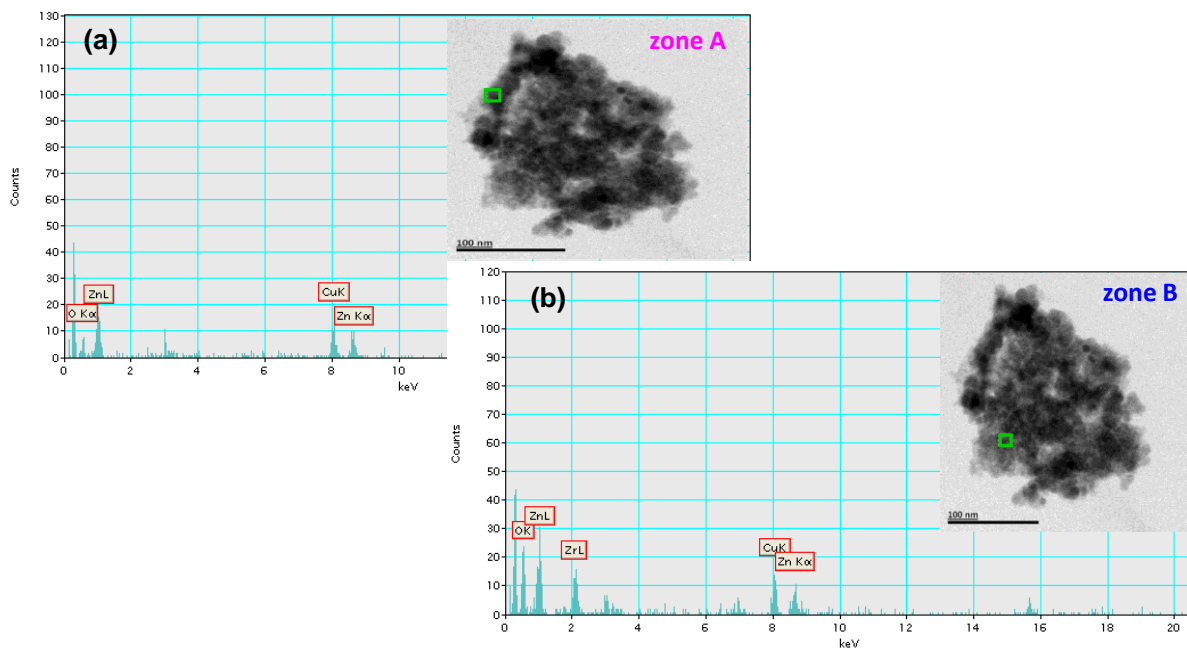 (a)
zone A
130
120
110
100
90
80
70
60
50
40
30
20
10
0
Counts
O Kα
ZnL
CuK
Zn Kα
0 2 4 6 8 10
keV
100 nm
(b)
zone B
120
110
100
90
80
70
60
50
40
30
20
10
0
Counts
OK
ZnL
ZrL
CuK
Zn Kα
0 2 4 6 8 10 12 14 16 18 20
keV
100 nm